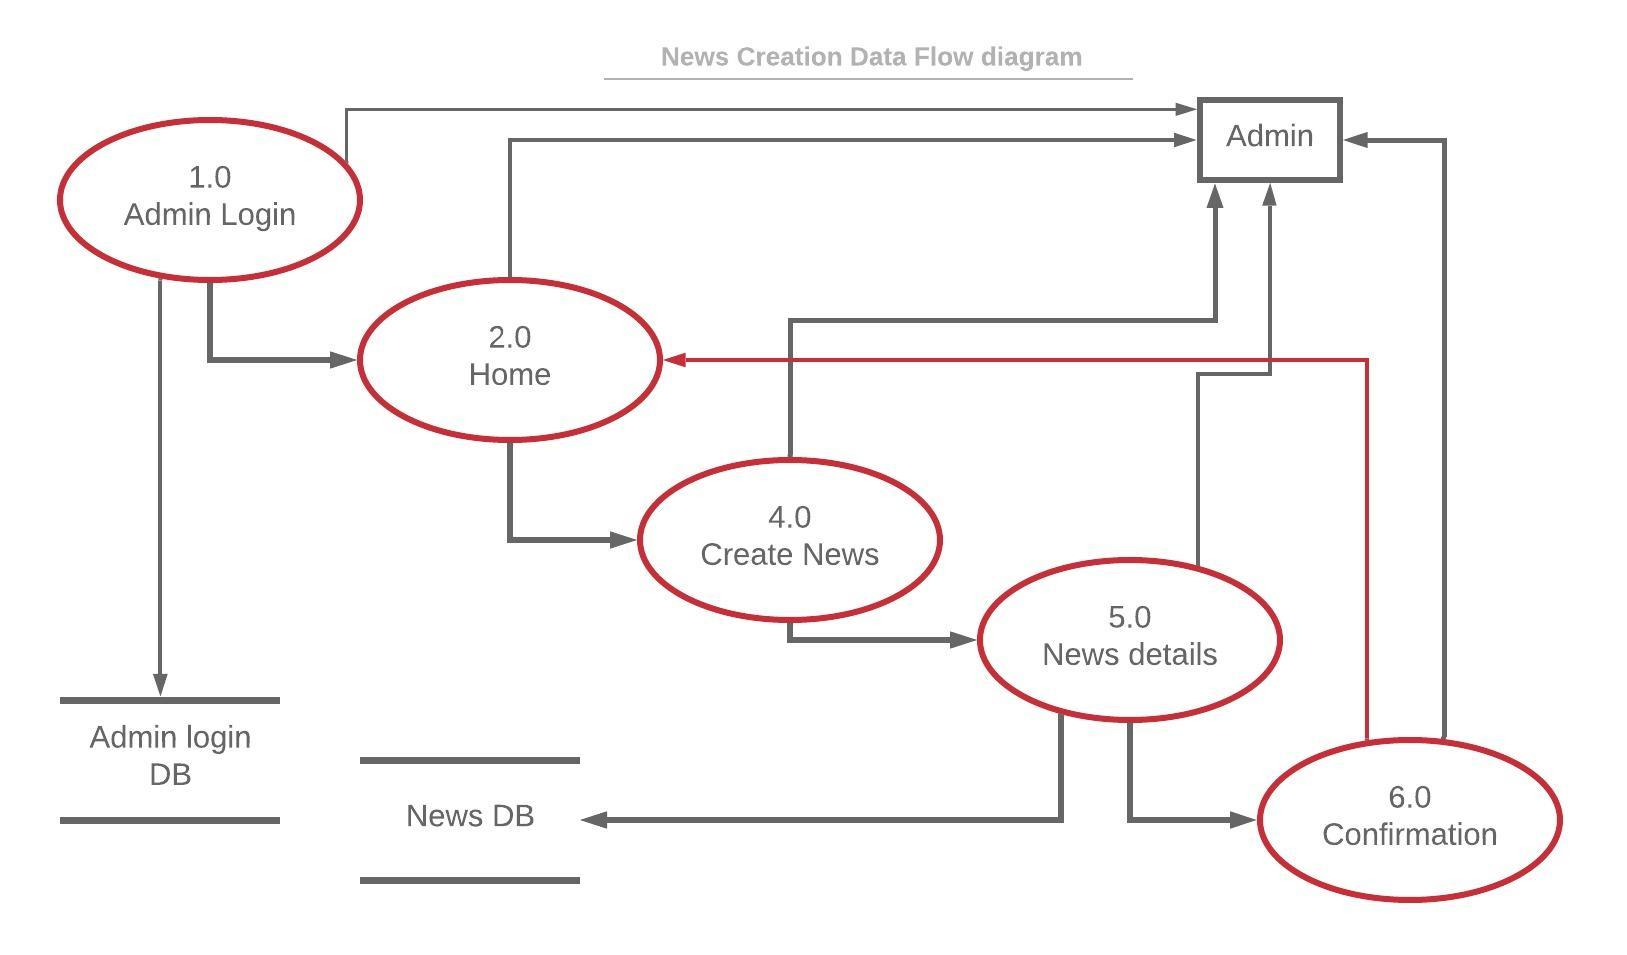 News Creation Data Flow diagram
Admin
1.0
Admin Login
2.0
Home
4.0
Create News
5.0
News details
Admin login
DB
News DB
6.0
Confirmation